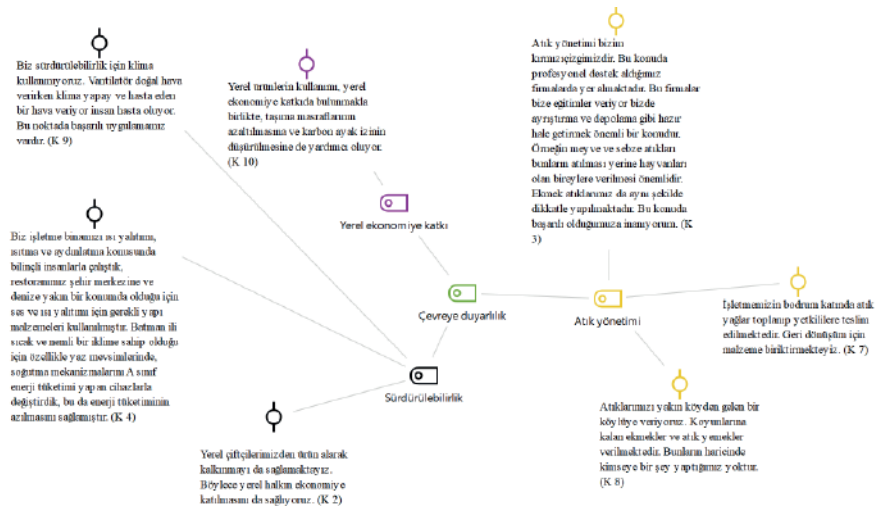 Biz sürdürülebilirlik için klima
kullanmıyoruz. Vantilatör doğal hava
verirken klima yapay ve hasta eden
bir hava veriyor insan hasta oluyor.
Bu noktada başarılı uygulamamız
vardır. (K 9)
Yerel ürünlerin kullanımı, yerel
ekonomiye katkıda bulunmakla
birlikte, taşıma masraflarının
azaltılmasına ve karbon ayak izinin
düşürülmesine de yardımcı oluyor.
(K 10)
Atık yönetimi bizim
kırmızıçizgimizdir. Bu konuda
profesyonel destek aldığımız
firmalarda yer almaktadır. Bu firmalar
bize eğitimler veriyor bizde
ayrıştırma ve depolama gibi hazır
hale getirmek önemli bir konudur.
Örneğin meyve ve sebze atıkları
bunların atılması yerine hayvanları
olan bireylere verilmesi önemlidir.
Ekmek atıklarımız da aynı şekilde
dikkatle yapılmaktadır. Bu konuda
başarılı olduğumuza inanıyorum. (K
3)
Yerel ekonomiye katkı
Biz işletme binamızı ısı yalıtımı,
ısıtma ve aydınlatma konusunda
bilinçli insanlarla çalıştık,
restoranımız şehir merkezine ve
denize yakın bir konumda olduğu için
ses ve ısı yalıtımı için gerekli yapı
malzemeleri kullanılmıştır. Batman ili
sıcak ve nemli bir iklime sahip olduğu
için özellikle yaz mevsimlerinde,
soğutma mekanizmalarını A sınıf
enerji tüketimi yapan cihazlarla
değiştirdik, bu da enerji tüketiminin
azılmasını sağlamıştır. (K 4)
Çevreye duyarlılık
Atık yönetimi
İşletmemizin bodrum katında atık
yağlar toplanıp yetkililere teslim
edilmektedir. Geri dönüşüm için
malzeme biriktirmekteyiz. (K 7)
Sürdürülebilirlik
Yerel çiftçilerimizden ürün alarak
kalkınmayı da sağlamaktayız.
Böylece yerel halkın ekonomiye
katılmasını da sağlıyoruz. (K 2)
Atıklarımızı yakın köyden gelen bir
köylüye veriyoruz. Koyunlarına
kalan ekmekler ve atık yemekler
verilmektedir. Bunların haricinde
kimseye bir şey yaptığımız yoktur.
(K 8)